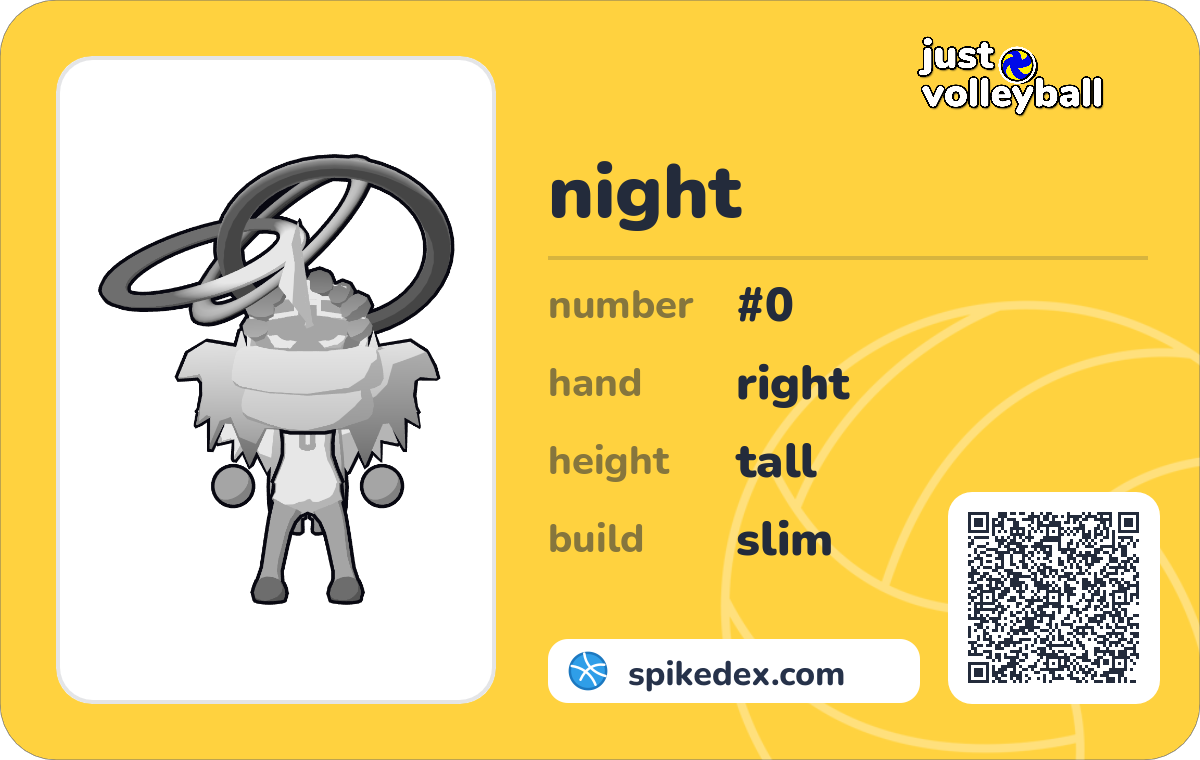 just
volleyball
night
number #0
hand right
height tall
build slim
spikedex.com